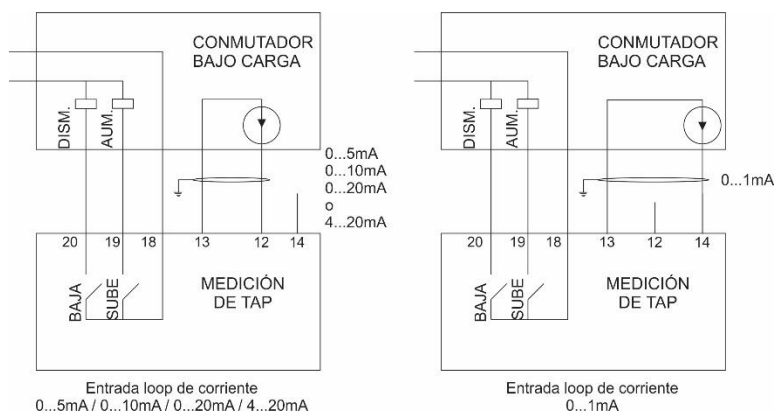 CONMUTADOR
BAJO CARGA
DISM.
AUM.
0...5mA
0...10mA
0...20mA
o
4...20mA
20 19 18 13 12 14
BAJA
SUBE
MEDICIÓN
DE TAP
Entrada loop de corriente
0...5mA / 0...10mA / 0...20mA / 4...20mA
CONMUTADOR
BAJO CARGA
DISM.
AUM.
0...1mA
20 19 18 13 12 14
BAJA
SUBE
MEDICIÓN
DE TAP
Entrada loop de corriente
0...1mA